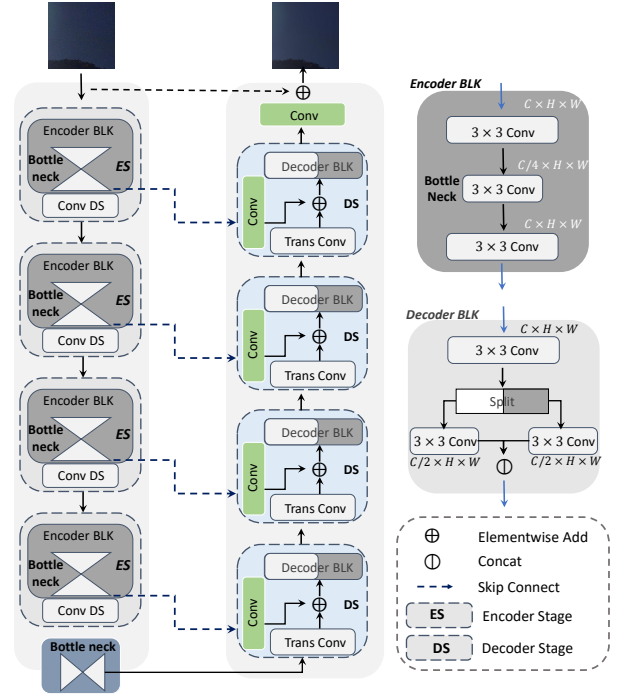 Encoder BLK
Bottle
neck
ES
Conv DS
Encoder BLK
Bottle
neck
ES
Conv DS
Encoder BLK
Bottle
neck
ES
Conv DS
Encoder BLK
Bottle
neck
ES
Conv DS
Bottle neck
Conv
Decoder BLK
Conv
DS
Trans Conv
Decoder BLK
Conv
DS
Trans Conv
Decoder BLK
Conv
DS
Trans Conv
Decoder BLK
Conv
DS
Trans Conv
Encoder BLK
C × H × W
3 × 3 Conv
C/4 × H × W
Bottle
Neck
3 × 3 Conv
C × H × W
3 × 3 Conv
Decoder BLK
C × H × W
3 × 3 Conv
Split
3 × 3 Conv
3 × 3 Conv
C/2 × H × W
C/2 × H × W
Elementwise Add
Concat
Skip Connect
ES Encoder Stage
DS Decoder Stage